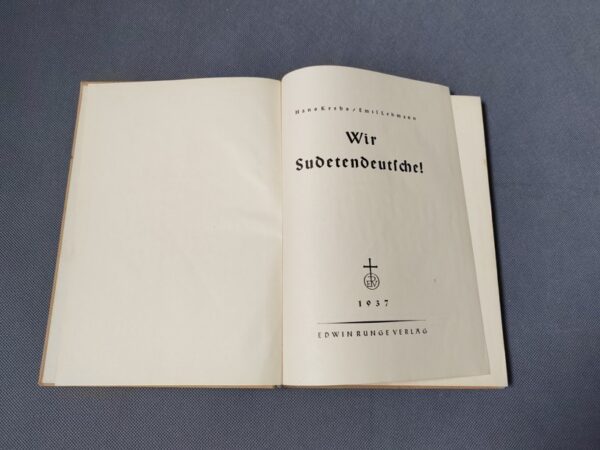 Hans Krebs / Emil Lehmann
Wir
Sudetendeutsche!
1937
EDWIN RUNGE VERLAG